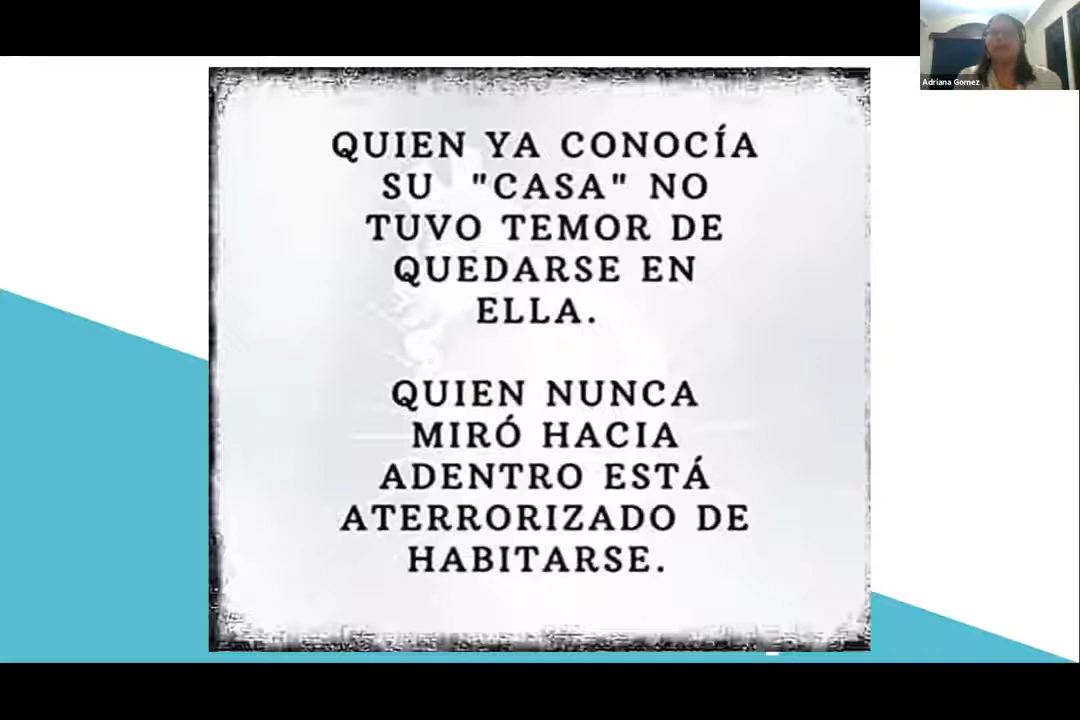 QUIEN YA CONOCÍA
SU "CASA" NO
TUVO TEMOR DE
QUEDARSE EN
ELLA.
QUIEN NUNCA
MIRÓ HACIA
ADENTRO ESTÁ
ATERRORIZADO DE
HABITARSE.
Adriana Gomez